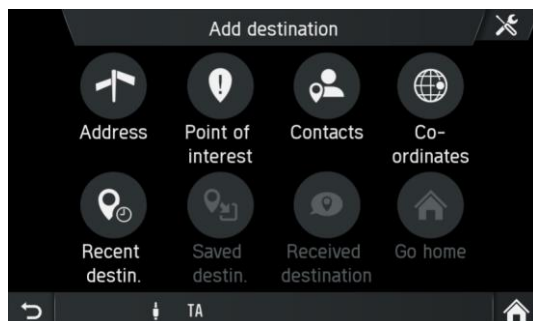 Add destination
Address
Point of
interest
Contacts
Co-
ordinates
Recent
destin.
Saved
destin.
Received
destination
Go home
TA